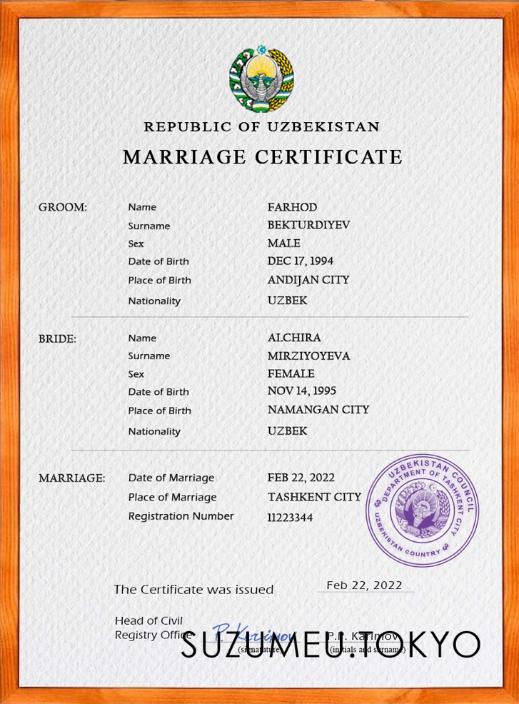 REPUBLIC OF UZBEKISTAN
MARRIAGE CERTIFICATE
GROOM: Name FARHOD
Surname BEKTURDIYEV
Sex MALE
Date of Birth DEC 17, 1994
Place of Birth ANDIJAN CITY
Nationality UZBEK
BRIDE: Name ALCHIRA
Surname MIRZIYOYEVA
Sex FEMALE
Date of Birth NOV 14, 1995
Place of Birth NAMANGAN CITY
Nationality UZBEK
MARRIAGE: Date of Marriage FEB 22, 2022
Place of Marriage TASHKENT CITY
Registration Number 11223344
UZBEKISTAN COUNCIL
DEPARTMENT OF TASHKENT CITY
UZBEKISTAN COUNTRY
The Certificate was issued Feb 22, 2022
Head of Civil
Registry Office P.P. Karimov
(initials and surname)
SUZUMEU.TOKYO